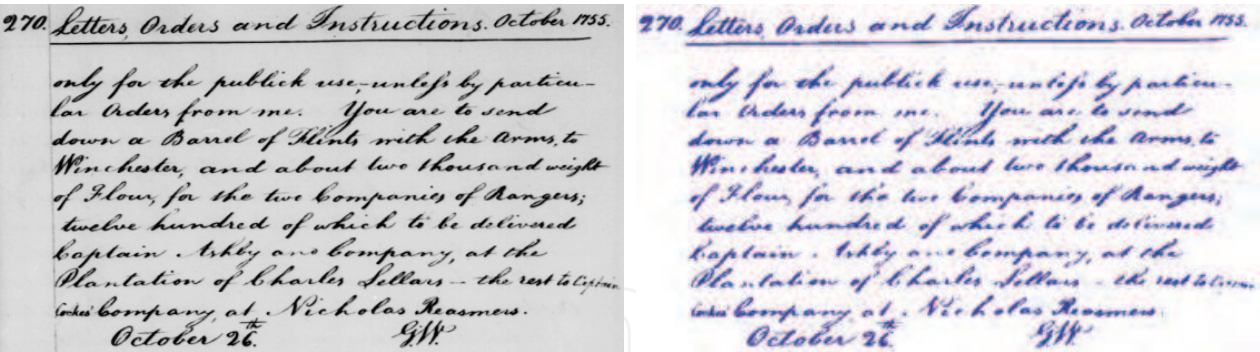 270. Letters, Orders and Instructions. October 1755.
only for the publick use, unless by particu-
lar Orders from me. You are to send
down a Barrel of Flints with the Arms, to
Winchester, and about two thousand weight
of Flour, for the two Companies of Rangers;
twelve hundred of which to be delivered
Captain Ashby and Company, at the
Plantation of Charles Sellars - the rest to Captain
Cockes' Company, at Nicholas Reasmers.
October 26th. G.W.
270. Letters, Orders and Instructions. October 1755.
only for the publick use, unless by particu-
lar Orders from me. You are to send
down a Barrel of Flints with the Arms, to
Winchester, and about two thousand weight
of Flour, for the two Companies of Rangers;
twelve hundred of which to be delivered
Captain Ashby and Company, at the
Plantation of Charles Sellars - the rest to
Cockes' Company, at Nicholas Reasmers.
October 26th. G.W.